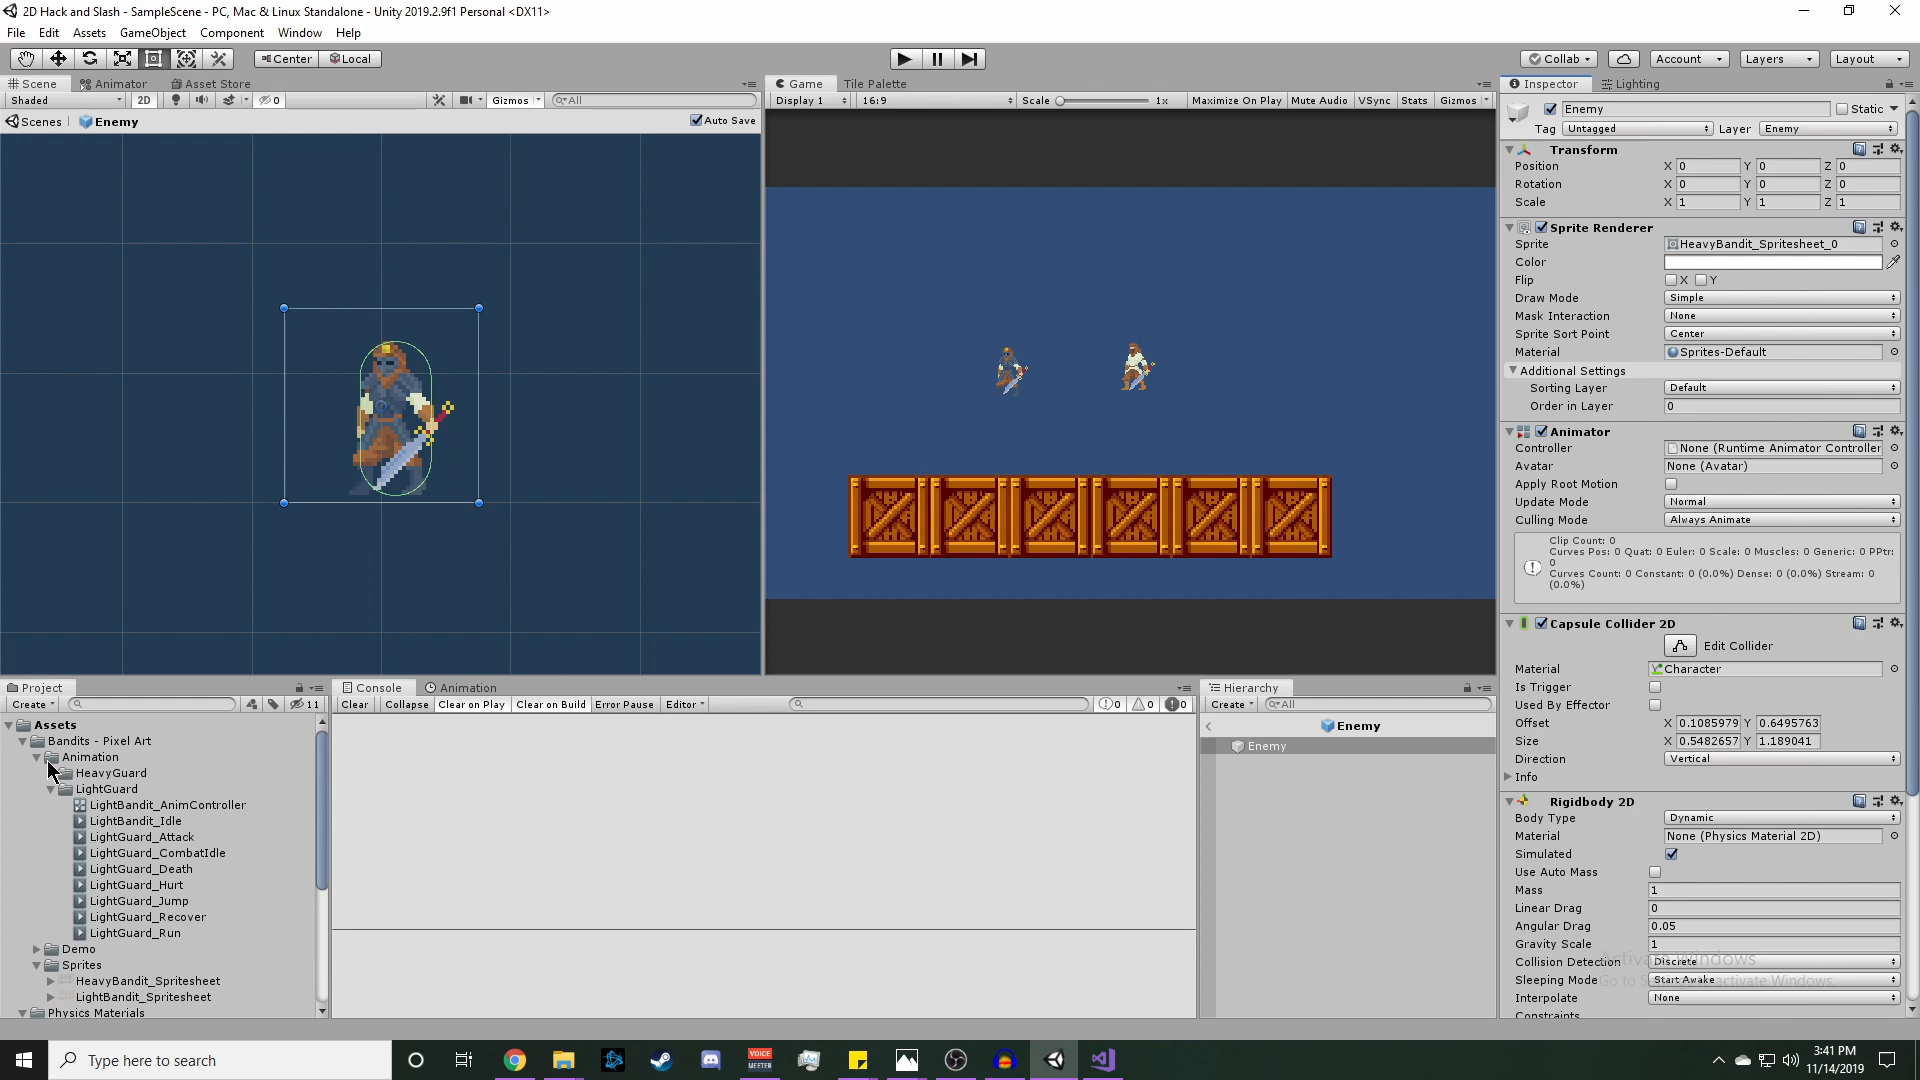 2D Hack and Slash - SampleScene - PC, Mac & Linux Standalone - Unity 2019.2.9f1 Personal <DX11>
File Edit Assets GameObject Component Window Help
Center Local Collab Account Layers Layout
Scene Animator Asset Store
Shaded 2D 0 Gizmos All
Scenes Enemy Auto Save
Game Tile Palette
Display 1 16:9 Scale 1x Maximize On Play Mute Audio VSync Stats Gizmos
Inspector Lighting
Enemy Static
Tag Untagged Layer Enemy
Transform
Position X 0 Y 0 Z 0
Rotation X 0 Y 0 Z 0
Scale X 1 Y 1 Z 1
Sprite Renderer
Sprite HeavyBandit_Spritesheet_0
Color
Flip X Y
Draw Mode Simple
Mask Interaction None
Sprite Sort Point Center
Material Sprites-Default
Additional Settings
Sorting Layer Default
Order in Layer 0
Animator
Controller None (Runtime Animator Controller
Avatar None (Avatar)
Apply Root Motion
Update Mode Normal
Culling Mode Always Animate
Clip Count: 0
Curves Pos: 0 Quat: 0 Euler: 0 Scale: 0 Muscles: 0 Generic: 0 PPtr:
0
Curves Count: 0 Constant: 0 (0.0%) Dense: 0 (0.0%) Stream: 0
(0.0%)
Capsule Collider 2D
Edit Collider
Material Character
Is Trigger
Used By Effector
Offset X 0.1085979 Y 0.6495763
Size X 0.5482657 Y 1.189041
Direction Vertical
Info
Rigidbody 2D
Body Type Dynamic
Material None (Physics Material 2D)
Simulated
Use Auto Mass
Mass 1
Linear Drag 0
Angular Drag 0.05
Gravity Scale 1
Collision Detection Discrete
Sleeping Mode Start Awake
Interpolate None
Constraints
Project
Create 11
Assets
Bandits - Pixel Art
Animation
HeavyGuard
LightGuard
LightBandit_AnimController
LightBandit_Idle
LightGuard_Attack
LightGuard_CombatIdle
LightGuard_Death
LightGuard_Hurt
LightGuard_Jump
LightGuard_Recover
LightGuard_Run
Demo
Sprites
HeavyBandit_Spritesheet
LightBandit_Spritesheet
Physics Materials
Console Animation
Clear Collapse Clear on Play Clear on Build Error Pause Editor 0 0 0
Hierarchy
Create All
Enemy
Enemy
Type here to search
VOICE
MEETER
3:41 PM
11/14/2019